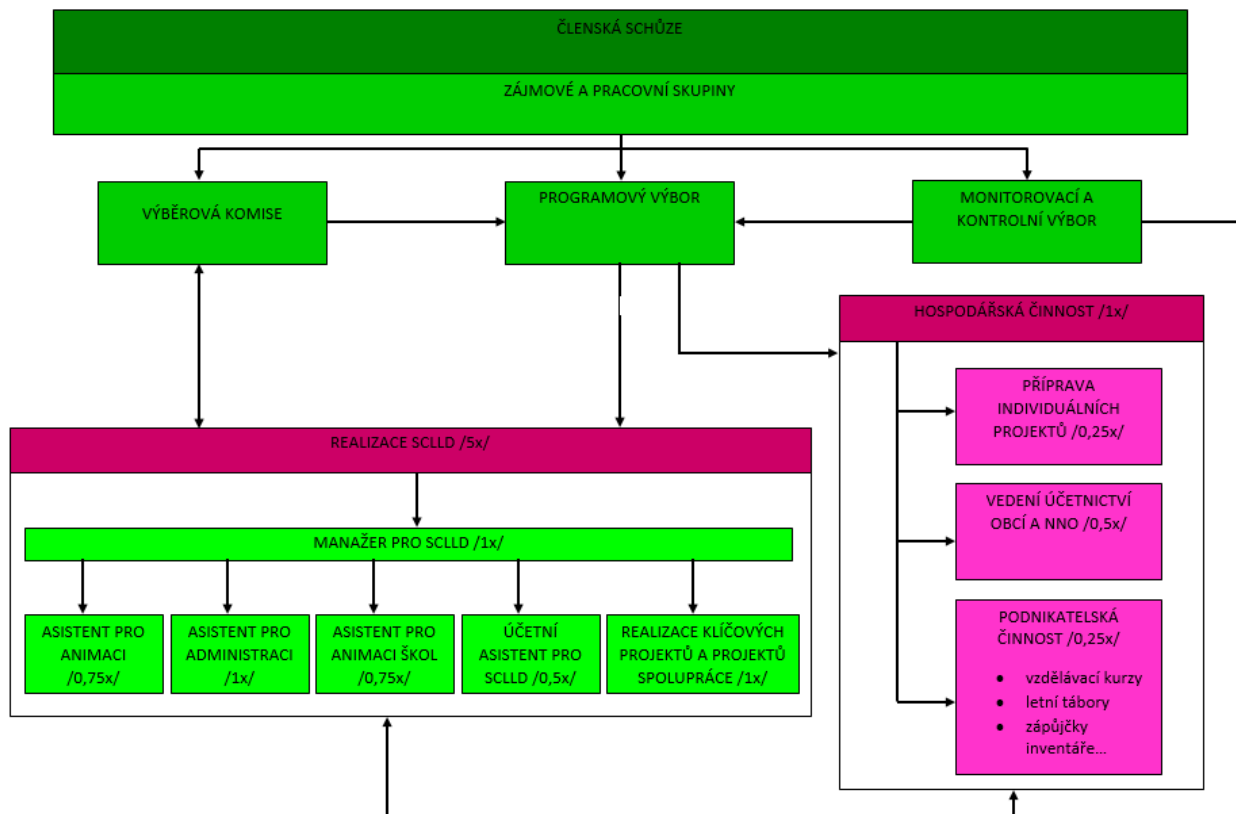 ČLENSKÁ SCHŮZE
ZÁJMOVÉ A PRACOVNÍ SKUPINY
VÝBĚROVÁ KOMISE
PROGRAMOVÝ VÝBOR
MONITOROVACÍ A
KONTROLNÍ VÝBOR
HOSPODÁŘSKÁ ČINNOST /1x/
PŘÍPRAVA
INDIVIDUÁLNÍCH
PROJEKTŮ /0,25x/
VEDENÍ ÚČETNICTVÍ
OBCÍ A NNO /0,5x/
PODNIKATELSKÁ
ČINNOST /0,25x/
• vzdělávací kurzy
• letní tábory
• zápůjčky
inventáře...
REALIZACE SCLLD /5x/
MANAŽER PRO SCLLD /1x/
ASISTENT PRO
ANIMACI
/0,75x/
ASISTENT PRO
ADMINISTRACI
/1x/
ASISTENT PRO
ANIMACI ŠKOL
/0,75x/
ÚČETNÍ
ASISTENT PRO
SCLLD /0,5x/
REALIZACE KLÍČOVÝCH
PROJEKTŮ A PROJEKTŮ
SPOLUPRÁCE /1x/